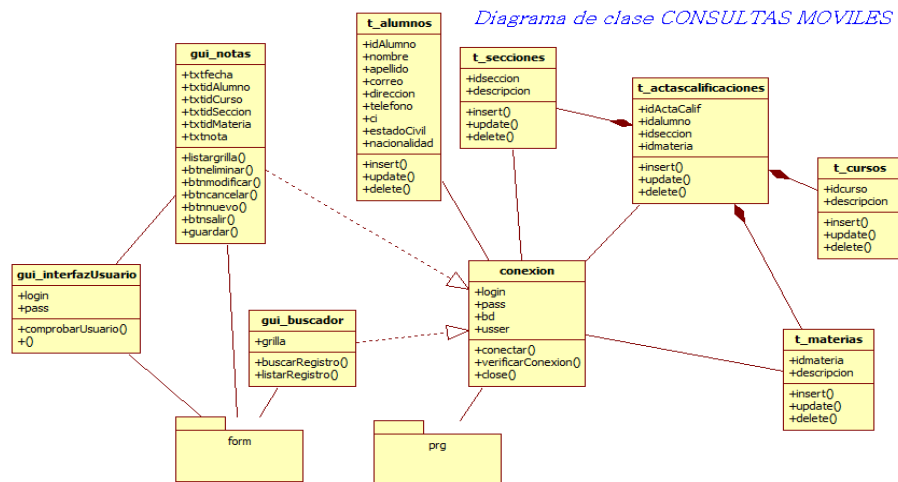 Diagrama de clase CONSULTAS MOVILES
gui_notas
+txtfecha
+txtidAlumno
+txtidCurso
+txtidSeccion
+txtidMateria
+txtnota
+listargrilla()
+btneliminar()
+btnmodificar()
+btncancelar()
+btnnuevo()
+btnsalir()
+guardar()
t_alumnos
+idAlumno
+nombre
+apellido
+correo
+direccion
+telefono
+ci
+estadoCivil
+nacionalidad
+insert()
+update()
+delete()
t_secciones
+idseccion
+descripcion
+insert()
+update()
+delete()
t_actascalificaciones
+idActaCalif
+idalumno
+idseccion
+idmateria
+insert()
+update()
+delete()
t_cursos
+idcurso
+descripcion
+insert()
+update()
+delete()
gui_interfazUsuario
+login
+pass
+comprobarUsuario()
+()
gui_buscador
+grilla
+buscarRegistro()
+listarRegistro()
conexion
+login
+pass
+bd
+usser
+conectar()
+verificarConexion()
+close()
t_materias
+idmateria
+descripcion
+insert()
+update()
+delete()
form
prg